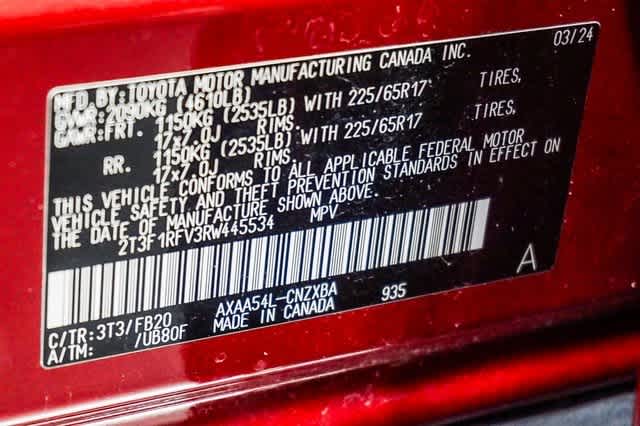 03/24
MFD.BY:TOYOTA MOTOR MANUFACTURING CANADA INC.
GVWR:2090KG (4610LB)
GAWR:FRT. 1150KG (2535LB) WITH 225/65R17 TIRES,
17x7.0J RIMS
RR. 1150KG (2535LB) WITH 225/65R17 TIRES,
17x7.0J RIMS.
THIS VEHICLE CONFORMS TO ALL APPLICABLE FEDERAL MOTOR
VEHICLE SAFETY AND THEFT PREVENTION STANDARDS IN EFFECT ON
THE DATE OF MANUFACTURE SHOWN ABOVE.
2T3F1RFV3RW445534 MPV
A
C/TR:3T3/FB20 AXAA54L-CNZXBA 935
A/TM: /UB80F MADE IN CANADA